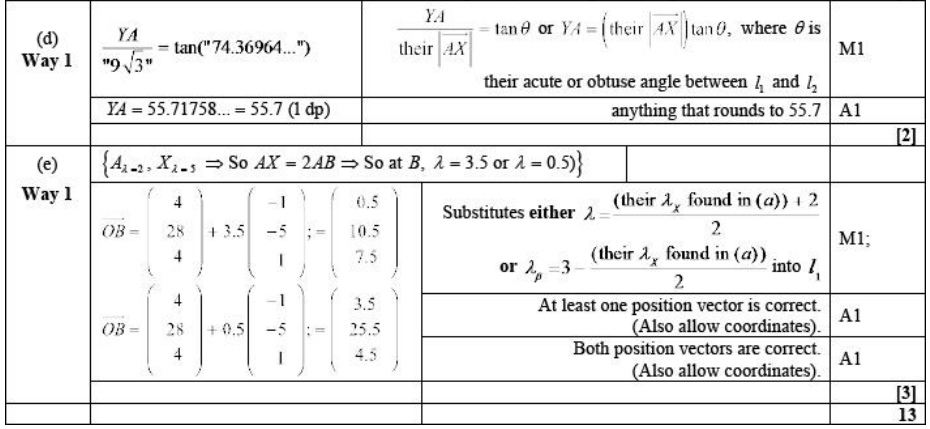 (d)
Way 1
YA / "9√3" = tan("74.36964...")
YA / their |AX| = tan θ or YA = (their |AX|) tan θ, where θ is
their acute or obtuse angle between l₁ and l₂
M1
YA = 55.71758... = 55.7 (1 dp)
anything that rounds to 55.7
A1
[2]
(e)
Way 1
{A_{λ=2}, X_{λ=5} ⇒ So AX = 2AB ⇒ So at B, λ = 3.5 or λ = 0.5)}
OB = (4 28 4) + 3.5 (-1 -5 1); = (0.5 10.5 7.5)
Substitutes either λ = (their λ_x found in (a)) + 2 / 2
or λ_p = 3 − (their λ_x found in (a)) / 2 into l₁
M1;
OB = (4 28 4) + 0.5 (-1 -5 1); = (3.5 25.5 4.5)
At least one position vector is correct.
(Also allow coordinates).
A1
Both position vectors are correct.
(Also allow coordinates).
A1
[3]
13